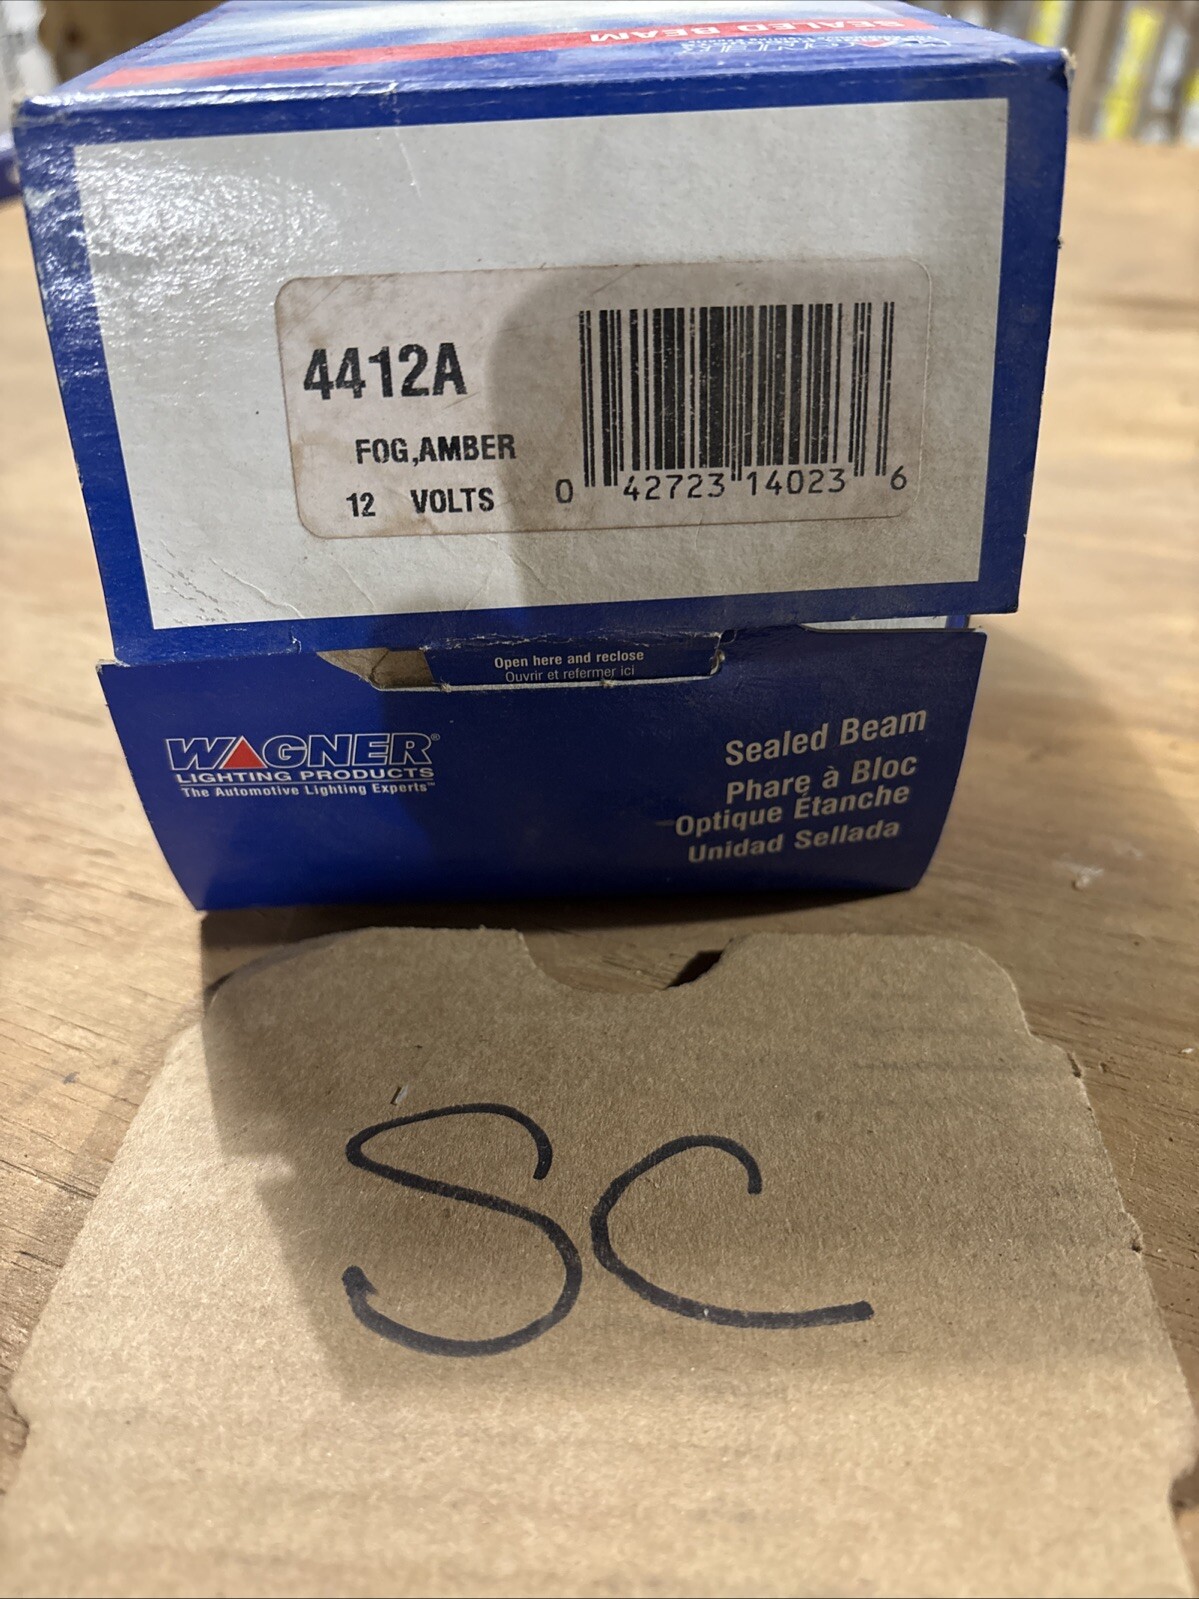 SEALED BEAM
4412A
FOG,AMBER
12 VOLTS
0 42723 14023 6
Open here and reclose
Ouvrir et refermer ici
WAGNER®
LIGHTING PRODUCTS
The Automotive Lighting Experts™
Sealed Beam
Phare à Bloc
Optique Étanche
Unidad Sellada
SC